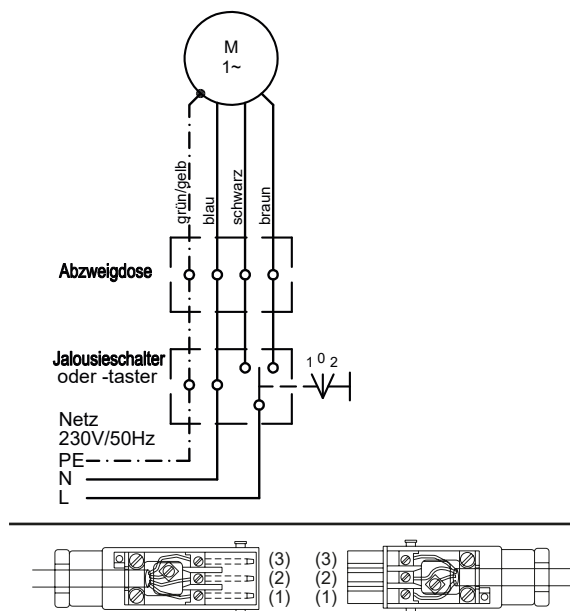 M
1~
grün/gelb
blau
schwarz
braun
Abzweigdose
Jalousieschalter
oder -taster
1 0 2
Netz
230V/50Hz
PE
N
L
(3) (3)
(2) (2)
(1) (1)